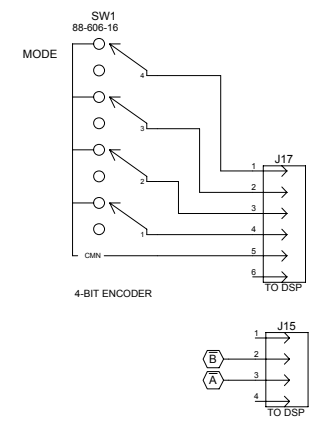 SW1
88-606-16
MODE
4
3
2
1
CMN
4-BIT ENCODER
J17
1
2
3
4
5
6
TO DSP
J15
1
2
3
4
B̅
A̅
TO DSP